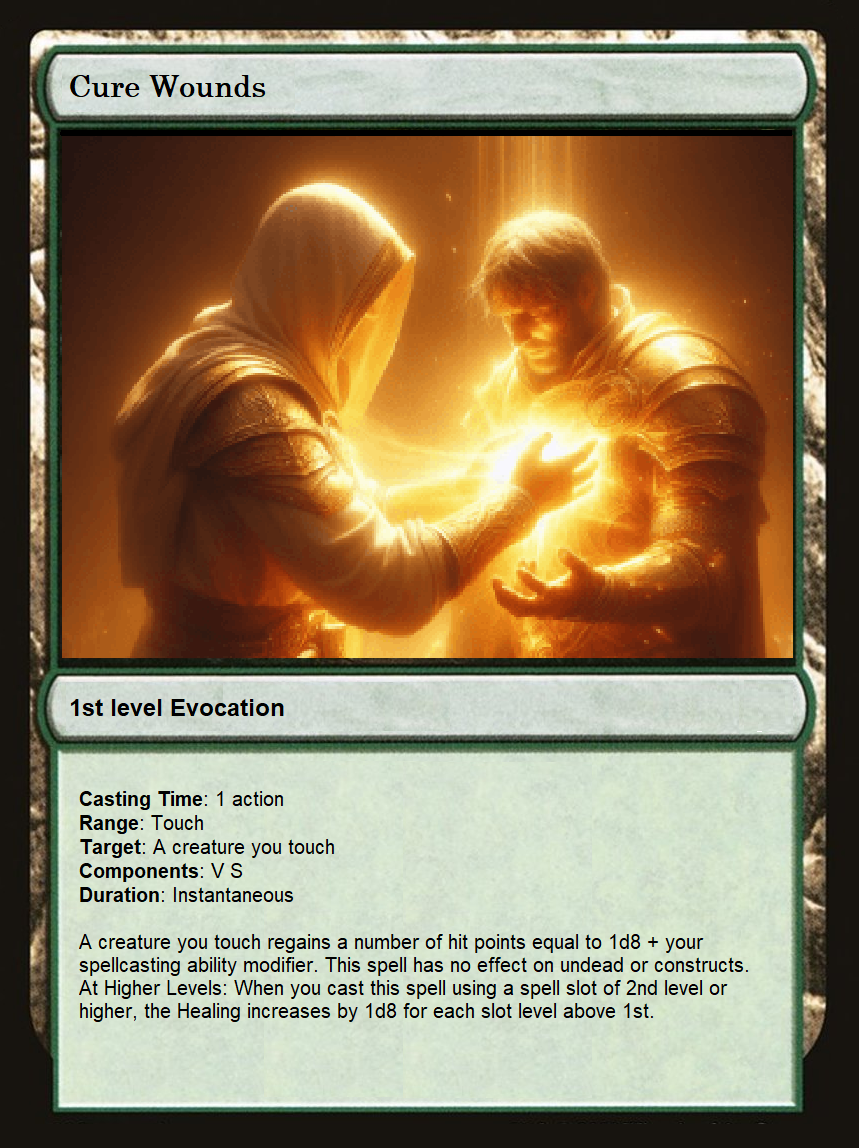 Cure Wounds
1st level Evocation
Casting Time: 1 action
Range: Touch
Target: A creature you touch
Components: V S
Duration: Instantaneous
A creature you touch regains a number of hit points equal to 1d8 + your
spellcasting ability modifier. This spell has no effect on undead or constructs.
At Higher Levels: When you cast this spell using a spell slot of 2nd level or
higher, the Healing increases by 1d8 for each slot level above 1st.